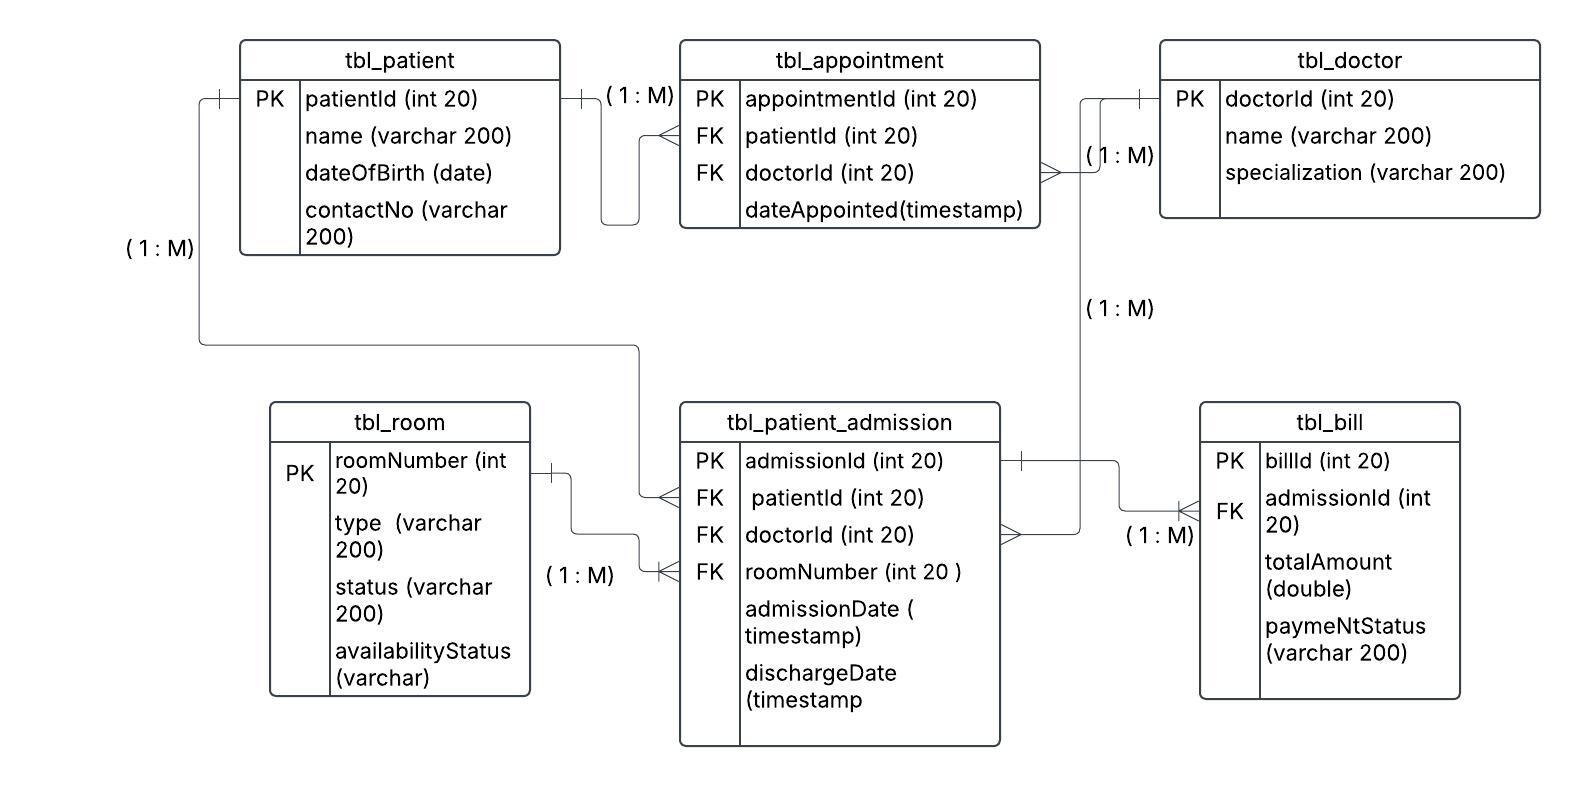 tbl_patient
PK patientId (int 20)
name (varchar 200)
dateOfBirth (date)
contactNo (varchar
200)
( 1 : M)
tbl_appointment
PK appointmentId (int 20)
FK patientId (int 20)
FK doctorId (int 20)
dateAppointed(timestamp)
( 1 : M)
tbl_doctor
PK doctorId (int 20)
name (varchar 200)
specialization (varchar 200)
( 1 : M)
( 1 : M)
tbl_room
PK roomNumber (int
20)
type  (varchar
200)
status (varchar
200)
availabilityStatus
(varchar)
( 1 : M)
tbl_patient_admission
PK admissionId (int 20)
FK patientId (int 20)
FK doctorId (int 20)
FK roomNumber (int 20 )
admissionDate (
timestamp)
dischargeDate
(timestamp
( 1 : M)
tbl_bill
PK billId (int 20)
FK admissionId (int
20)
totalAmount
(double)
paymeNtStatus
(varchar 200)